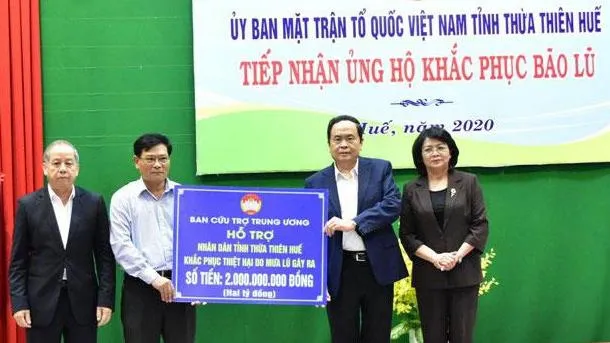 ỦY BAN MẶT TRẬN TỔ QUỐC VIỆT NAM TỈNH THỪA THIÊN HUẾ
TIẾP NHẬN ỦNG HỘ KHẮC PHỤC BÃO LŨ
Huế, năm 2020
BAN CỨU TRỢ TRUNG ƯƠNG
HỖ TRỢ
NHÂN DÂN TỈNH THỪA THIÊN HUẾ
KHẮC PHỤC THIỆT HẠI DO MƯA LŨ GÂY RA
SỐ TIỀN: 2.000.000.000 ĐỒNG
(Hai tỷ đồng)